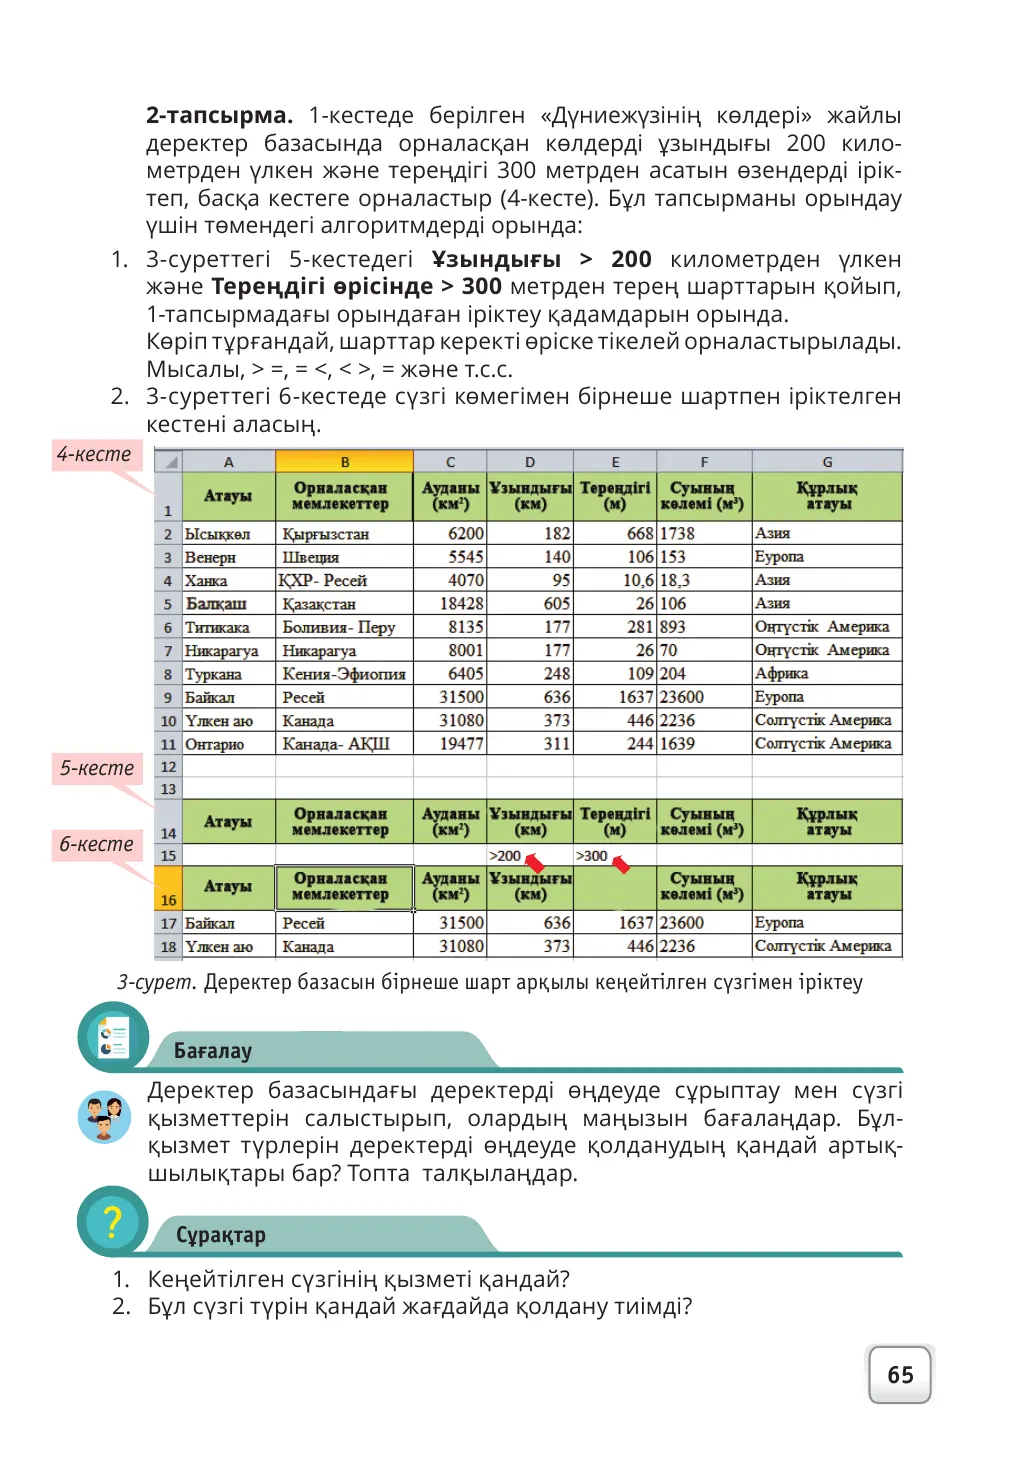 2-тапсырма. 1-кестеде берілген «Дүниежүзінің көлдері» жайлы
деректер базасында орналасқан көлдерді ұзындығы 200 кило-
метрден үлкен және тереңдігі 300 метрден асатын өзендерді ірік-
теп, басқа кестеге орналастыр (4-кесте). Бұл тапсырманы орындау
үшін төмендегі алгоритмдерді орында:
1. 3-суреттегі 5-кестедегі Ұзындығы > 200 километрден үлкен
және Тереңдігі өрісінде > 300 метрден терең шарттарын қойып,
1-тапсырмадағы орындаған іріктеу қадамдарын орында.
Көріп тұрғандай, шарттар керекті өріске тікелей орналастырылады.
Мысалы, > =, = <, < >, = және т.с.с.
2. 3-суреттегі 6-кестеде сүзгі көмегімен бірнеше шартпен іріктелген
кестені аласың.
4-кесте
A B C D E F G
1 Атауы Орналасқан мемлекеттер Ауданы (км²) Ұзындығы (км) Тереңдігі (м) Суының көлемі (м³) Құрлық атауы
2 Ысықкөл Қырғызстан 6200 182 668 1738 Азия
3 Венерн Швеция 5545 140 106 153 Еуропа
4 Ханка ҚХР- Ресей 4070 95 10,6 18,3 Азия
5 Балқаш Қазақстан 18428 605 26 106 Азия
6 Титикака Боливия- Перу 8135 177 281 893 Оңтүстік Америка
7 Никарагуа Никарагуа 8001 177 26 70 Оңтүстік Америка
8 Туркана Кения-Эфиопия 6405 248 109 204 Африка
9 Байкал Ресей 31500 636 1637 23600 Еуропа
10 Үлкен аю Канада 31080 373 446 2236 Солтүстік Америка
11 Онтарио Канада- АҚШ 19477 311 244 1639 Солтүстік Америка
5-кесте
12
13
14 Атауы Орналасқан мемлекеттер Ауданы (км²) Ұзындығы (км) Тереңдігі (м) Суының көлемі (м³) Құрлық атауы
6-кесте
15 >200 >300
16 Атауы Орналасқан мемлекеттер Ауданы (км²) Ұзындығы (км) Суының көлемі (м³) Құрлық атауы
17 Байкал Ресей 31500 636 1637 23600 Еуропа
18 Үлкен аю Канада 31080 373 446 2236 Солтүстік Америка
3-сурет. Деректер базасын бірнеше шарт арқылы кеңейтілген сүзгімен іріктеу
Бағалау
Деректер базасындағы деректерді өңдеуде сұрыптау мен сүзгі
қызметтерін салыстырып, олардың маңызын бағалаңдар. Бұл-
қызмет түрлерін деректерді өңдеуде қолданудың қандай артық-
шылықтары бар? Топта талқылаңдар.
?
Сұрақтар
1. Кеңейтілген сүзгінің қызметі қандай?
2. Бұл сүзгі түрін қандай жағдайда қолдану тиімді?
65